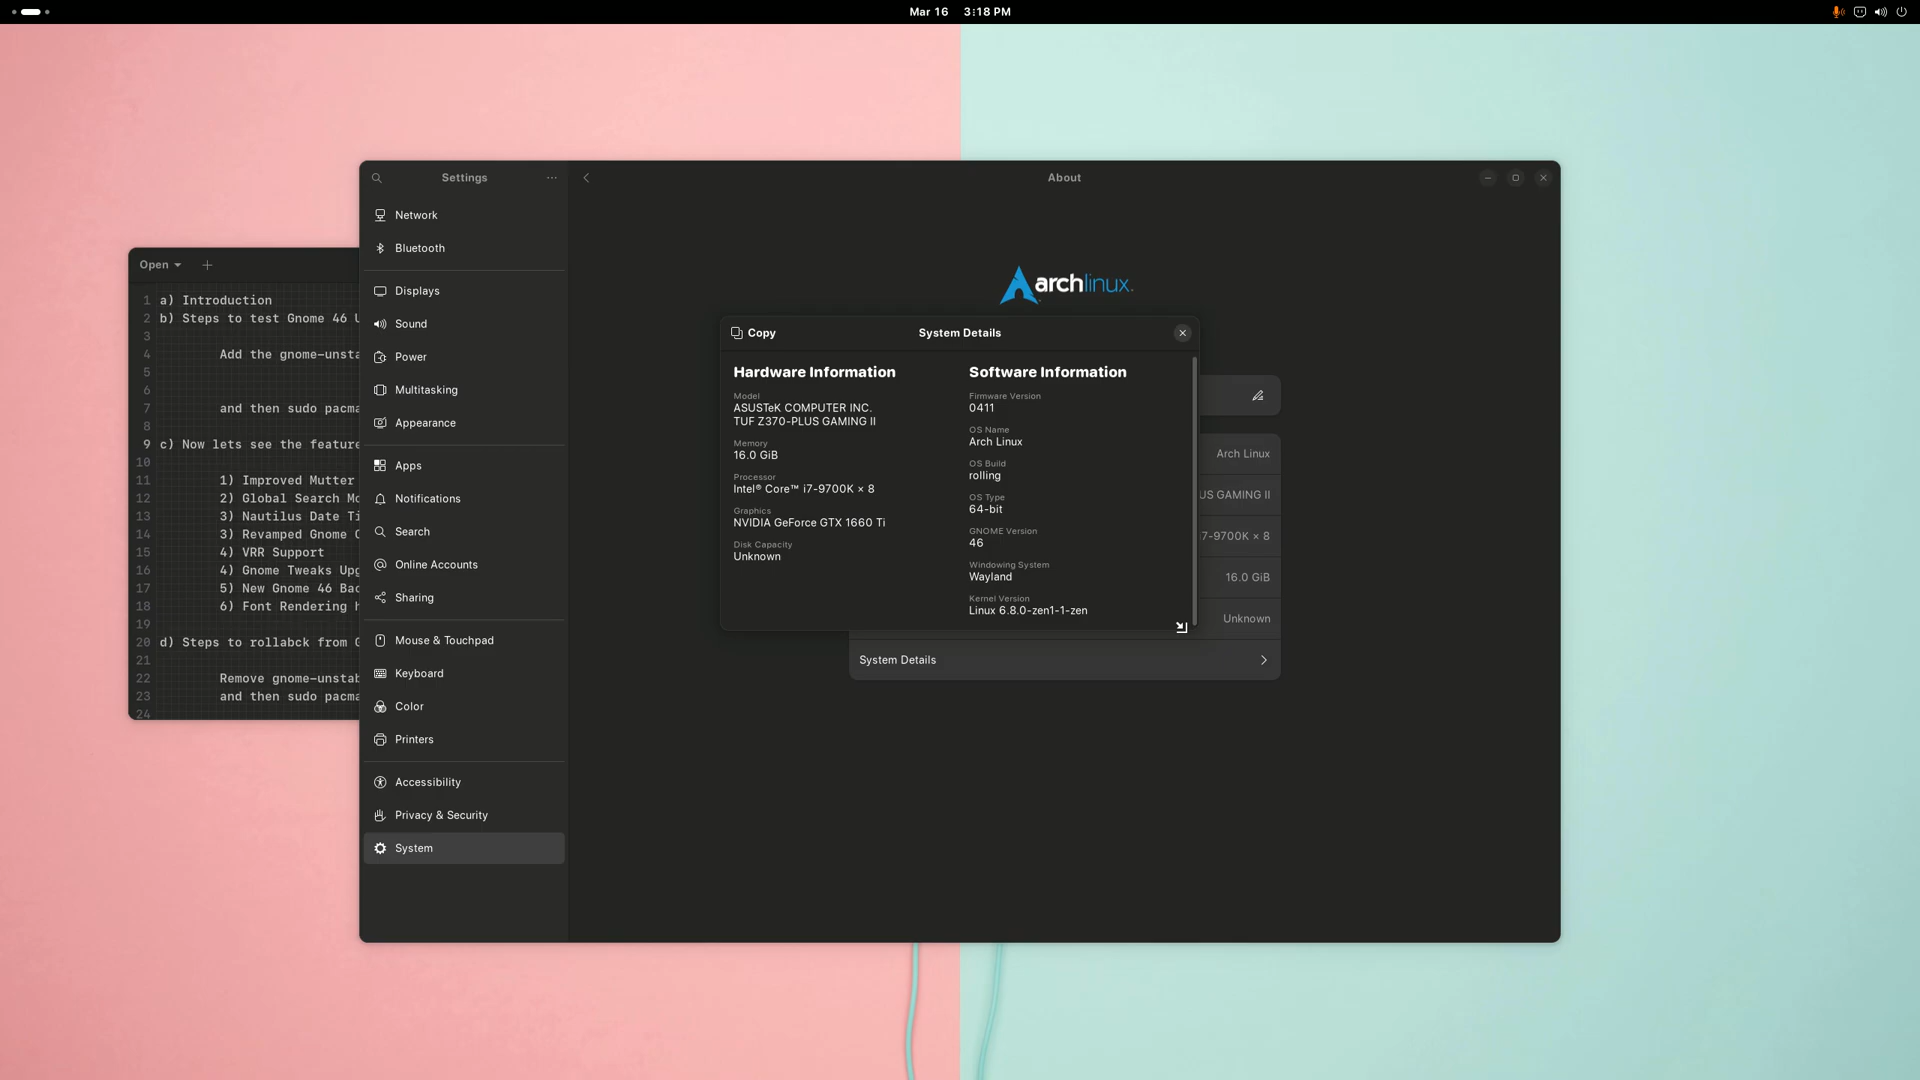 Mar 16 3:18 PM
Settings
About
Network
Bluetooth
Displays
Sound
Power
Multitasking
Appearance
Apps
Notifications
Search
Online Accounts
Sharing
Mouse & Touchpad
Keyboard
Color
Printers
Accessibility
Privacy & Security
System
Open
1 a) Introduction
2 b) Steps to test Gnome 46 U
3
4 Add the gnome-unsta
5
6
7 and then sudo pacma
8
9 c) Now lets see the feature
10
11 1) Improved Mutter
12 2) Global Search Mo
13 3) Nautilus Date Ti
14 3) Revamped Gnome
15 4) VRR Support
16 4) Gnome Tweaks Upg
17 5) New Gnome 46 Bac
18 6) Font Rendering
19
20 d) Steps to rollabck from G
21
22 Remove gnome-unstab
23 and then sudo pacma
24
archlinux
Copy
System Details
Hardware Information
Model
ASUSTeK COMPUTER INC.
TUF Z370-PLUS GAMING II
Memory
16.0 GiB
Processor
Intel® Core™ i7-9700K × 8
Graphics
NVIDIA GeForce GTX 1660 Ti
Disk Capacity
Unknown
Software Information
Firmware Version
0411
OS Name
Arch Linux
OS Build
rolling
OS Type
64-bit
GNOME Version
46
Windowing System
Wayland
Kernel Version
Linux 6.8.0-zen1-1-zen
Arch Linux
US GAMING II
i7-9700K × 8
16.0 GiB
Unknown
System Details